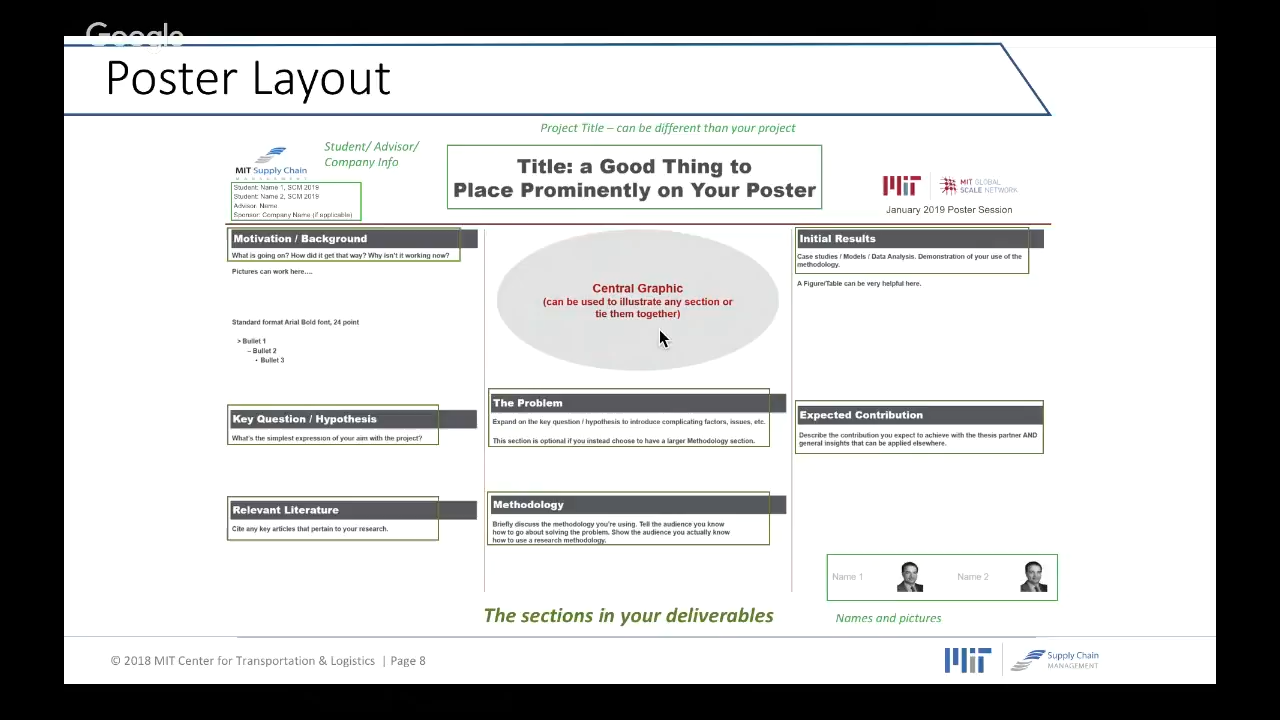 Google
Poster Layout
Project Title – can be different than your project
Student/ Advisor/
Company Info
MIT Supply Chain
MANAGEMENT
Student: Name 1, SCM 2019
Student: Name 2, SCM 2019
Advisor: Name
Sponsor: Company Name (if applicable)
Title: a Good Thing to
Place Prominently on Your Poster
MIT GLOBAL
SCALE NETWORK
January 2019 Poster Session
Motivation / Background
What is going on? How did it get that way? Why isn't it working now?
Pictures can work here....
Standard format Arial Bold font, 24 point
> Bullet 1
– Bullet 2
• Bullet 3
Key Question / Hypothesis
What's the simplest expression of your aim with the project?
Relevant Literature
Cite any key articles that pertain to your research.
Central Graphic
(can be used to illustrate any section or
tie them together)
The Problem
Expand on the key question / hypothesis to introduce complicating factors, issues, etc.
This section is optional if you instead choose to have a larger Methodology section.
Methodology
Briefly discuss the methodology you're using. Tell the audience you know
how to go about solving the problem. Show the audience you actually know
how to use a research methodology.
Initial Results
Case studies / Models / Data Analysis. Demonstration of your use of the
methodology.
A Figure/Table can be very helpful here.
Expected Contribution
Describe the contribution you expect to achieve with the thesis partner AND
general insights that can be applied elsewhere.
Name 1
Name 2
The sections in your deliverables
Names and pictures
© 2018 MIT Center for Transportation & Logistics | Page 8
MIT
Supply Chain
MANAGEMENT